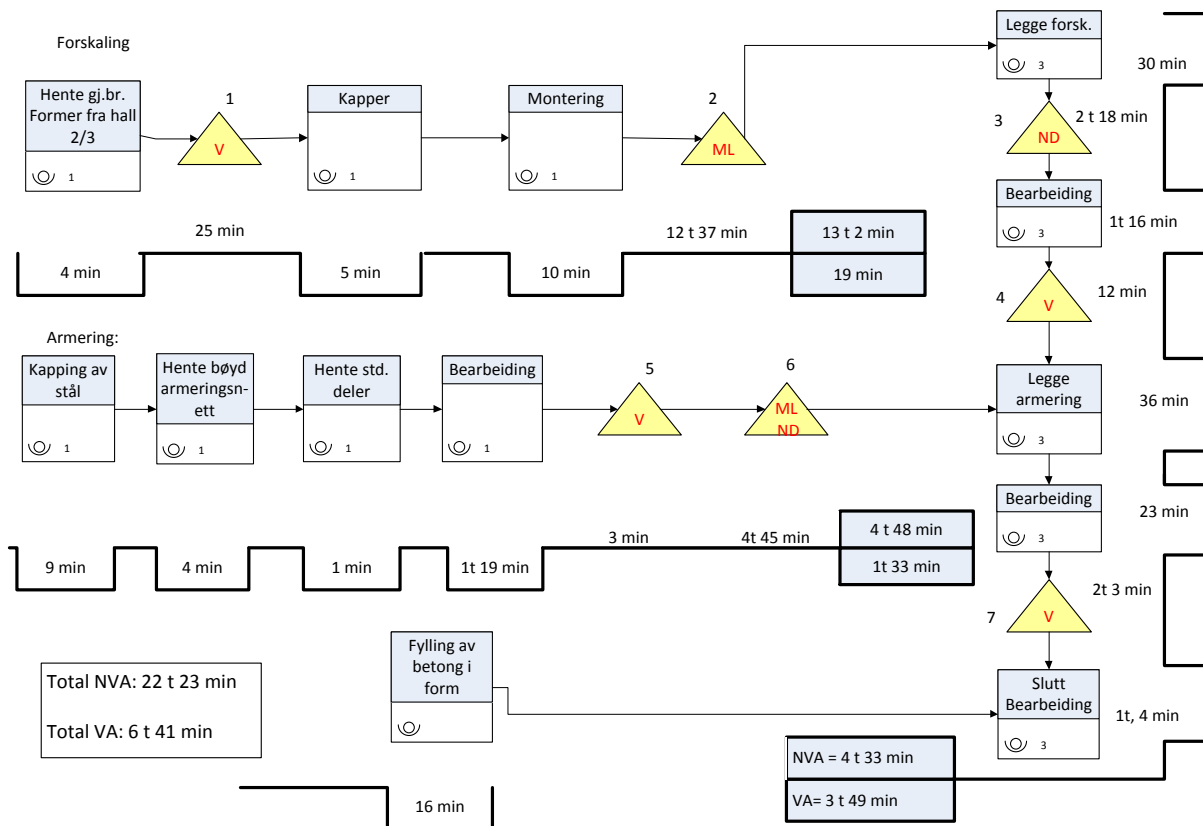 Forskaling
Hente gj.br.
Former fra hall
2/3
1
1
V
Kapper
1
Montering
1
2
ML
Legge forsk.
3
30 min
3
ND
2 t 18 min
Bearbeiding
3
1t 16 min
4
V
12 min
25 min
12 t 37 min
13 t 2 min
4 min
5 min
10 min
19 min
Armering:
Kapping av
stål
1
Hente bøyd
armeringsn-
ett
1
Hente std.
deler
1
Bearbeiding
1
5
V
6
ML
ND
Legge
armering
3
36 min
Bearbeiding
3
23 min
3 min
4t 45 min
4 t 48 min
9 min
4 min
1 min
1t 19 min
1t 33 min
7
V
2t 3 min
Total NVA: 22 t 23 min
Total VA: 6 t 41 min
Fylling av
betong i
form
Slutt
Bearbeiding
3
1t, 4 min
NVA = 4 t 33 min
VA= 3 t 49 min
16 min